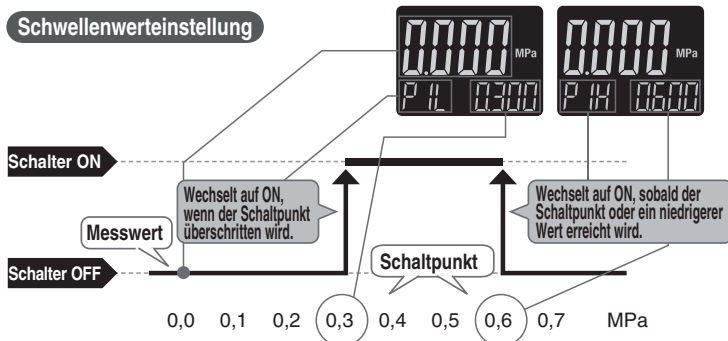 Schwellenwerteinstellung
0.000 MPa
P 1L 0.300
0.000 MPa
P 1H 0.600
Schalter ON
Wechselt auf ON,
wenn der Schaltpunkt
überschritten wird.
Wechselt auf ON, sobald der
Schaltpunkt oder ein niedrigerer
Wert erreicht wird.
Messwert
Schalter OFF
Schaltpunkt
0,0 0,1 0,2 0,3 0,4 0,5 0,6 0,7 MPa